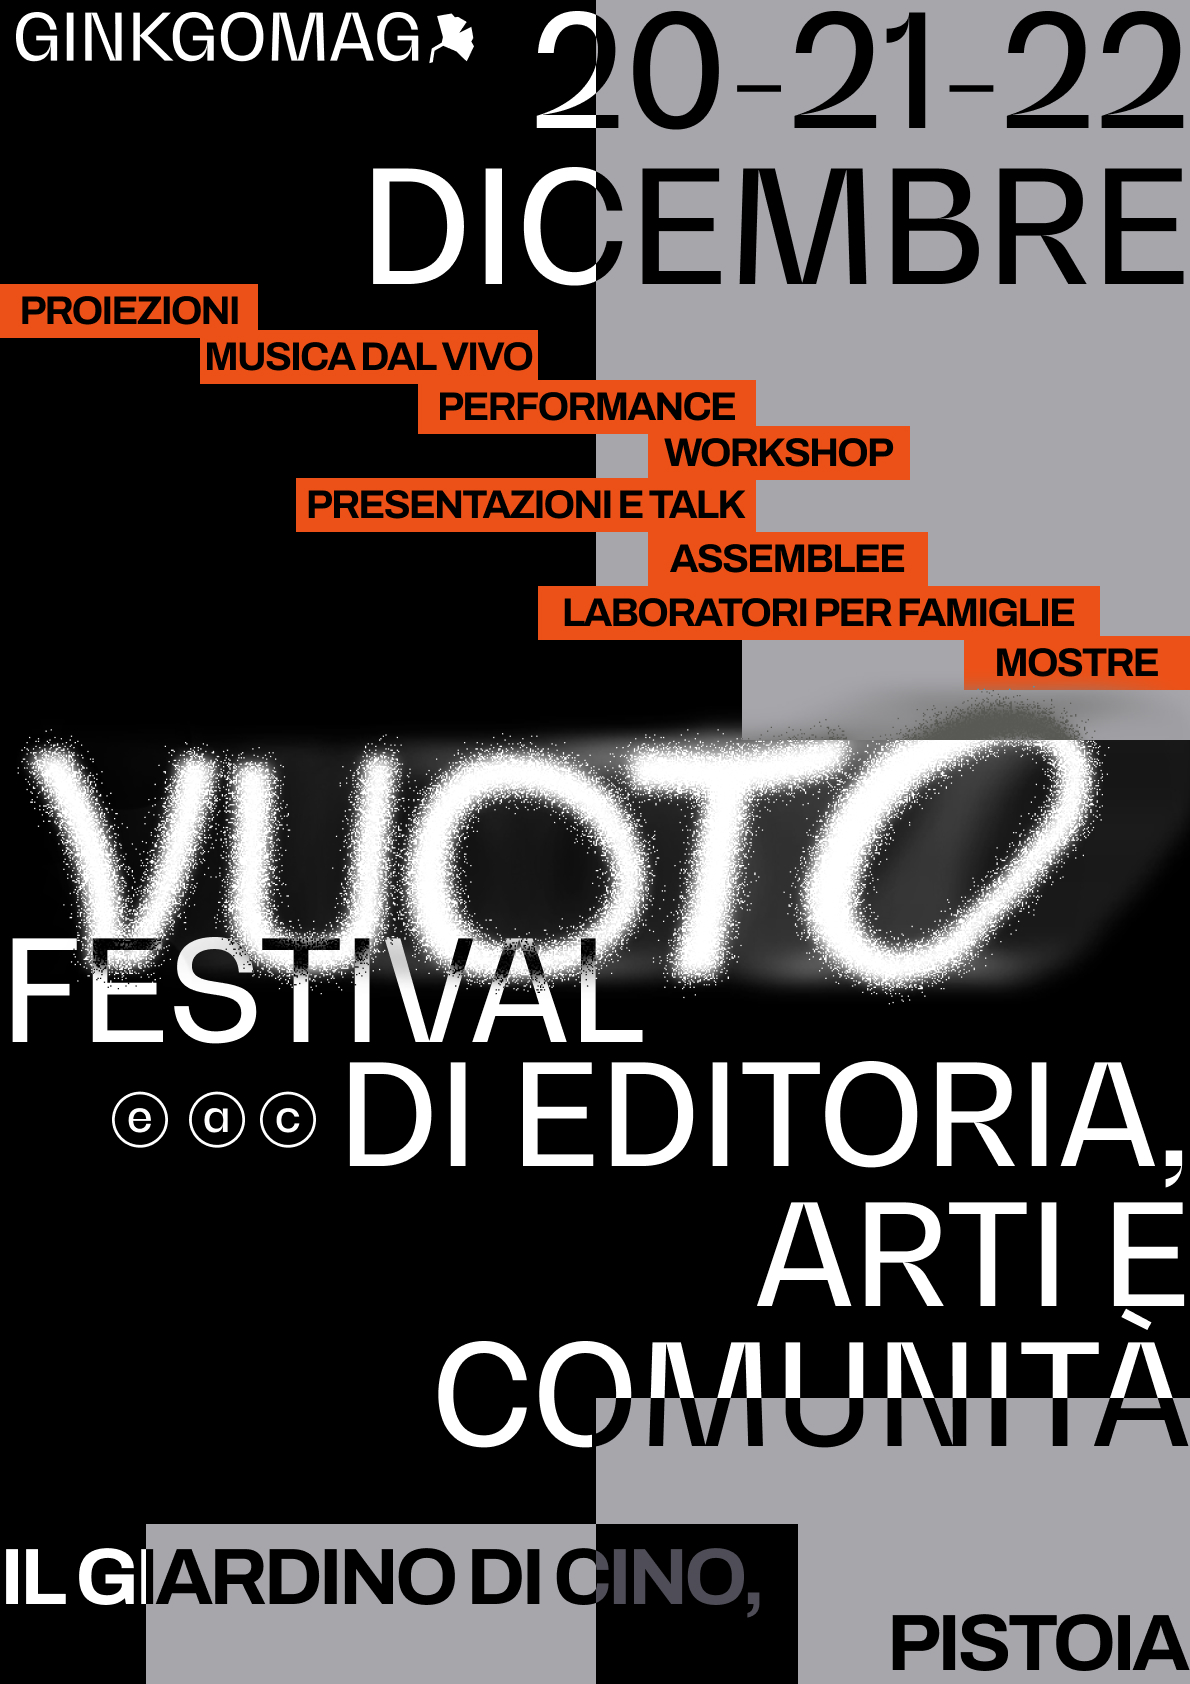 GINKGOMAG
20-21-22
DICEMBRE
PROIEZIONI
MUSICA DAL VIVO
PERFORMANCE
WORKSHOP
PRESENTAZIONI E TALK
ASSEMBLEE
LABORATORI PER FAMIGLIE
MOSTRE
VUOTO
FESTIVAL
e a c DI EDITORIA,
ARTI E
COMUNITÀ
IL GIARDINO DI CINO,
PISTOIA